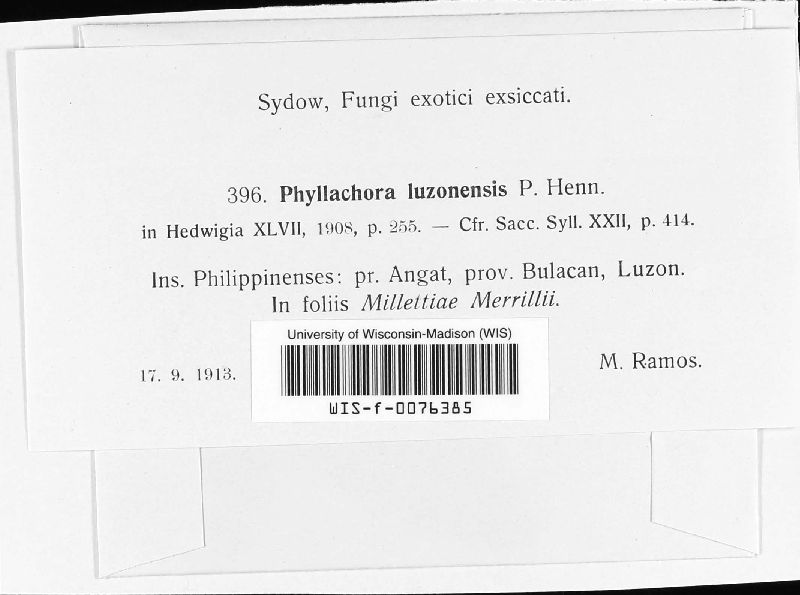 Sydow, Fungi exotici exsiccati.
396. Phyllachora luzonensis P. Henn.
in Hedwigia XLVII, 1908, p. 255. — Cfr. Sacc. Syll. XXII, p. 414.
Ins. Philippinenses: pr. Angat, prov. Bulacan, Luzon.
In foliis Millettiae Merrillii.
University of Wisconsin-Madison (WIS)
17. 9. 1913.
M. Ramos.
WIS-f-0076385